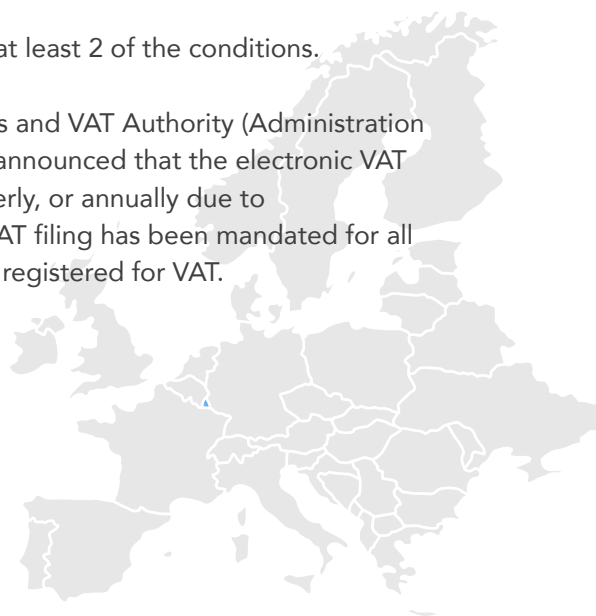 at least 2 of the conditions.
s and VAT Authority (Administration
announced that the electronic VAT
erly, or annually due to
AT filing has been mandated for all
registered for VAT.